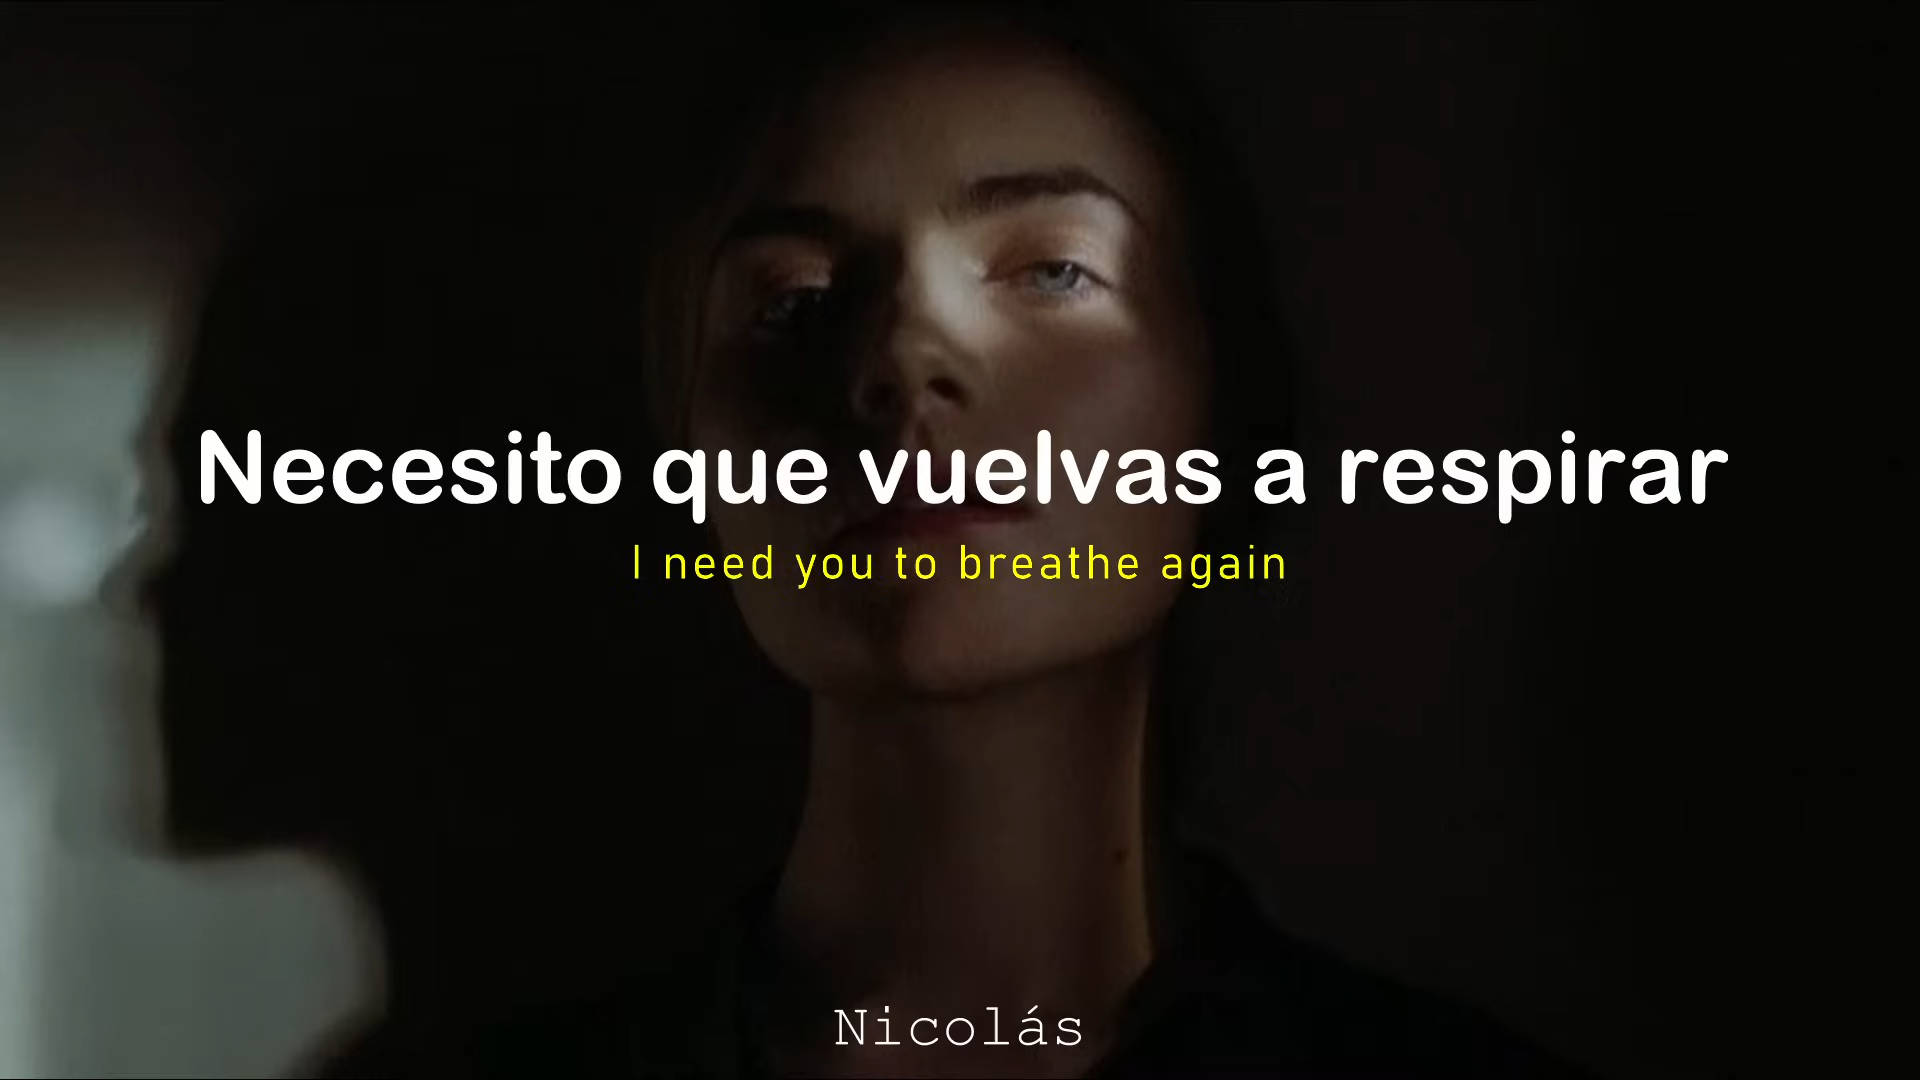 Necesito que vuelvas a respirar
I need you to breathe again
Nicolás